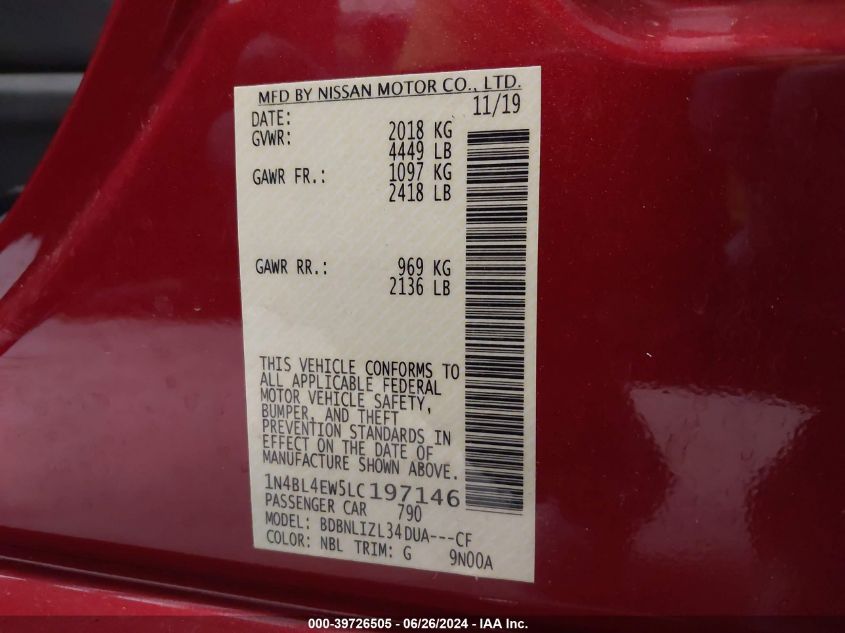 MFD BY NISSAN MOTOR CO., LTD.
DATE: 11/19
GVWR: 2018 KG
4449 LB
GAWR FR.: 1097 KG
2418 LB
GAWR RR.: 969 KG
2136 LB
THIS VEHICLE CONFORMS TO
ALL APPLICABLE FEDERAL
MOTOR VEHICLE SAFETY,
BUMPER, AND THEFT
PREVENTION STANDARDS IN
EFFECT ON THE DATE OF
MANUFACTURE SHOWN ABOVE.
1N4BL4EW5LC197146
PASSENGER CAR 790
MODEL: BDBNLIZL34DUA---CF
COLOR: NBL TRIM: G 9N00A
000-39726505 / 06/26/2024 - IAA Inc.